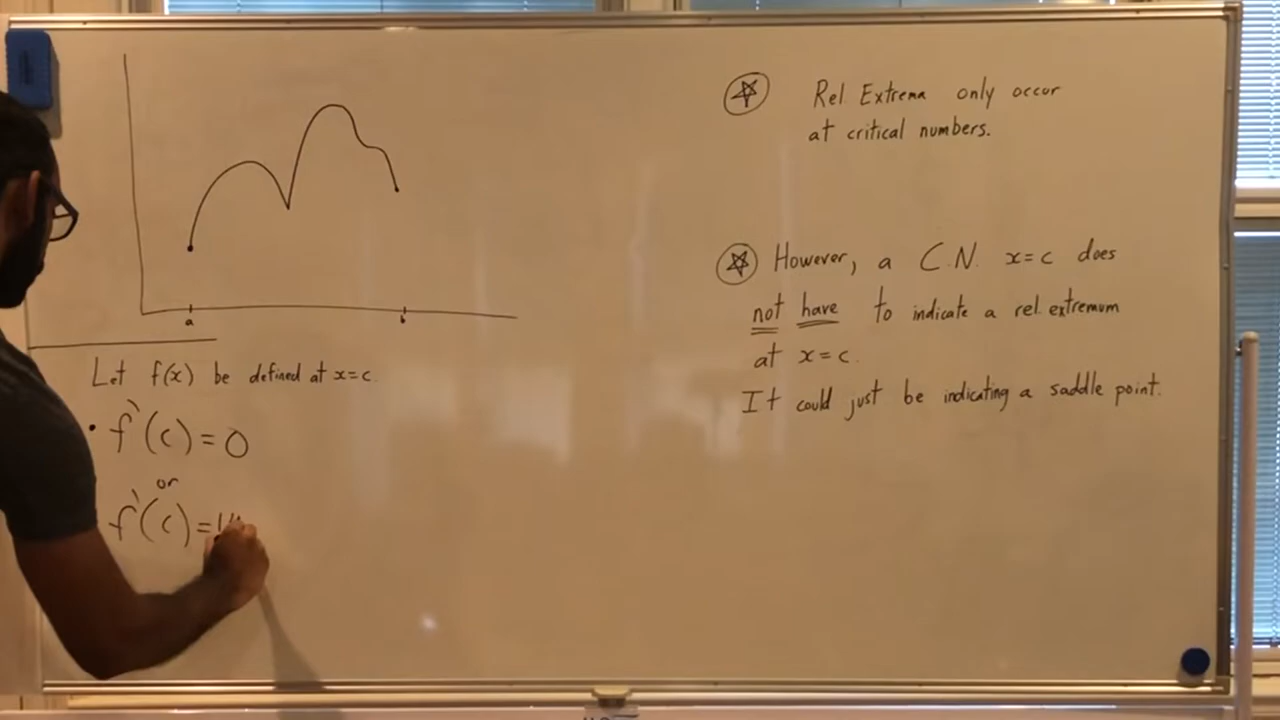 a b
Let f(x) be defined at x=c.
• f`(c) = 0
or
f`(c) =
Rel. Extrema only occur
at critical numbers.
However, a C.N. x=c does
not have to indicate a rel. extremum
at x=c.
It could just be indicating a saddle point.